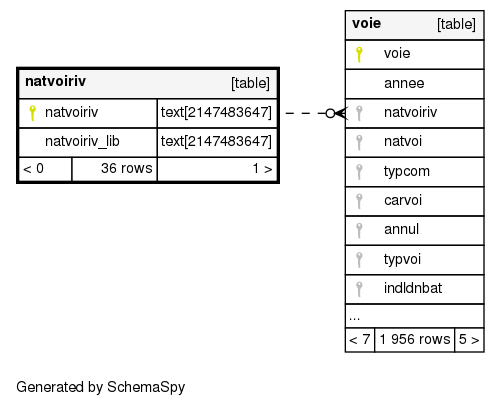 natvoiriv [table]
natvoiriv text[2147483647]
natvoiriv_lib text[2147483647]
< 0 36 rows 1 >
voie [table]
voie
annee
natvoiriv
natvoi
typcom
carvoi
annul
typvoi
indldnbat
...
< 7 1 956 rows 5 >
Generated by SchemaSpy